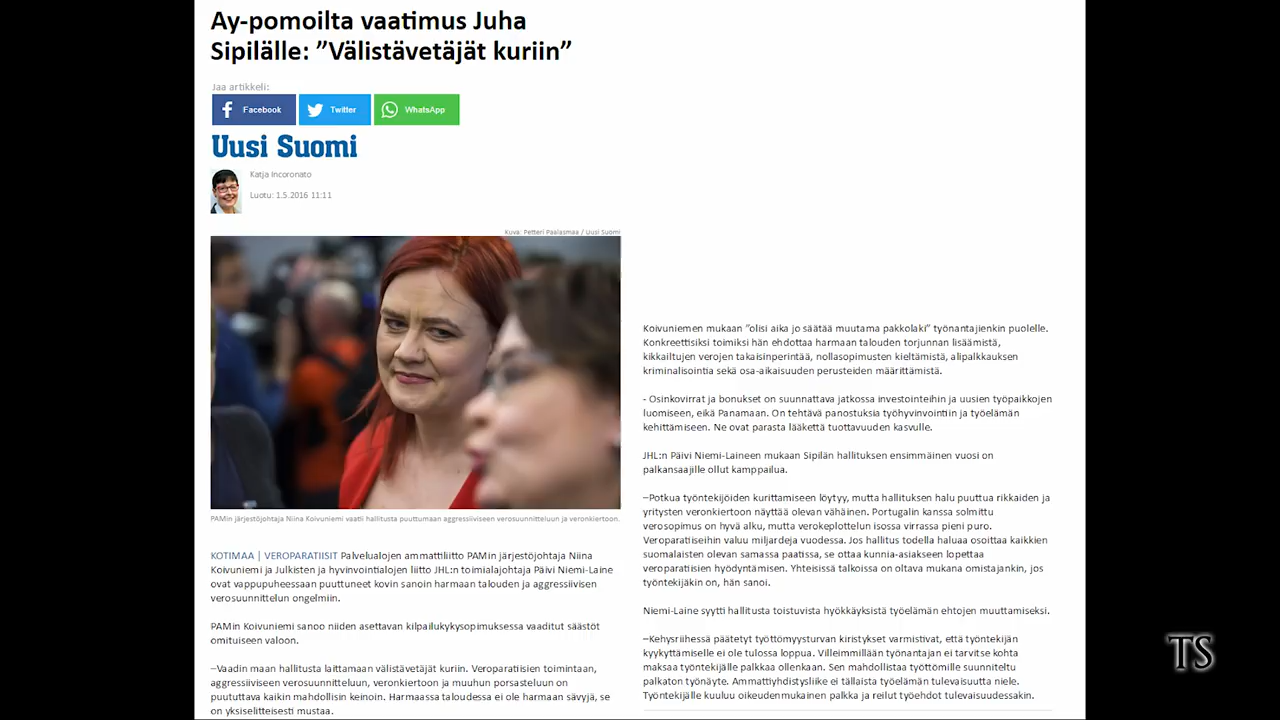 Ay-pomoilta vaatimus Juha
Sipilälle: ”Välistävetäjät kuriin”
Jaa artikkeli:
Facebook
Twitter
WhatsApp
Uusi Suomi
Katja Incoronato
Luotu: 1.5.2016 11:11
Kuva: Petteri Paalasmaa / Uusi Suomi
PAMin järjestöjohtaja Niina Koivuniemi vaatii hallitusta puuttumaan aggressiiviseen verosuunnitteluun ja veronkiertoon.
KOTIMAA | VEROPARATIISIT Palvelualojen ammattiliitto PAMin järjestöjohtaja Niina
Koivuniemi ja Julkisten ja hyvinvointialojen liitto JHL:n toimialajohtaja Päivi Niemi-Laine
ovat vappupuheessaan puuttuneet kovin sanoin harmaan talouden ja aggressiivisen
verosuunnittelun ongelmiin.
PAMin Koivuniemi sanoo niiden asettavan kilpailukykysopimuksessa vaaditut säästöt
omituiseen valoon.
–Vaadin maan hallitusta laittamaan välistävetäjät kuriin. Veroparatiisien toimintaan,
aggressiiviseen verosuunnitteluun, veronkiertoon ja muuhun porsasteluun on
puututtava kaikin mahdollisin keinoin. Harmaassa taloudessa ei ole harmaan sävyjä, se
on yksiselitteisesti mustaa.
Koivuniemen mukaan ”olisi aika jo säätää muutama pakkolaki” työnantajienkin puolelle.
Konkreettisiksi toimiksi hän ehdottaa harmaan talouden torjunnan lisäämistä,
kikkailtujen verojen takaisinperintää, nollasopimusten kieltämistä, alipalkkauksen
kriminalisointia sekä osa-aikaisuuden perusteiden määrittämistä.
- Osinkovirrat ja bonukset on suunnattava jatkossa investointeihin ja uusien työpaikkojen
luomiseen, eikä Panamaan. On tehtävä panostuksia työhyvinvointiin ja työelämän
kehittämiseen. Ne ovat parasta lääkettä tuottavuuden kasvulle.
JHL:n Päivi Niemi-Laineen mukaan Sipilän hallituksen ensimmäinen vuosi on
palkansaajille ollut kamppailua.
–Potkua työntekijöiden kurittamiseen löytyy, mutta hallituksen halu puuttua rikkaiden ja
yritysten veronkiertoon näyttää olevan vähäinen. Portugalin kanssa solmittu
verosopimus on hyvä alku, mutta verokeplottelun isossa virrassa pieni puro.
Veroparatiiseihin valuu miljardeja vuodessa. Jos hallitus todella haluaa osoittaa kaikkien
suomalaisten olevan samassa paatissa, se ottaa kunnia-asiakseen lopettaa
veroparatiisien hyödyntämisen. Yhteisissä talkoissa on oltava mukana omistajankin, jos
työntekijäkin on, hän sanoi.
Niemi-Laine syytti hallitusta toistuvista hyökkäyksistä työelämän ehtojen muuttamiseksi.
–Kehysriihessä päätetyt työttömyysturvan kiristykset varmistivat, että työntekijän
kyykyttämiselle ei ole tulossa loppua. Villeimmillään työnantajan ei tarvitse kohta
maksaa työntekijälle palkkaa ollenkaan. Sen mahdollistaa työttömille suunniteltu
palkaton työnäyte. Ammattiyhdistysliike ei tällaista työelämän tulevaisuutta niele.
Työntekijälle kuuluu oikeudenmukainen palkka ja reilut työehdot tulevaisuudessakin.
TS